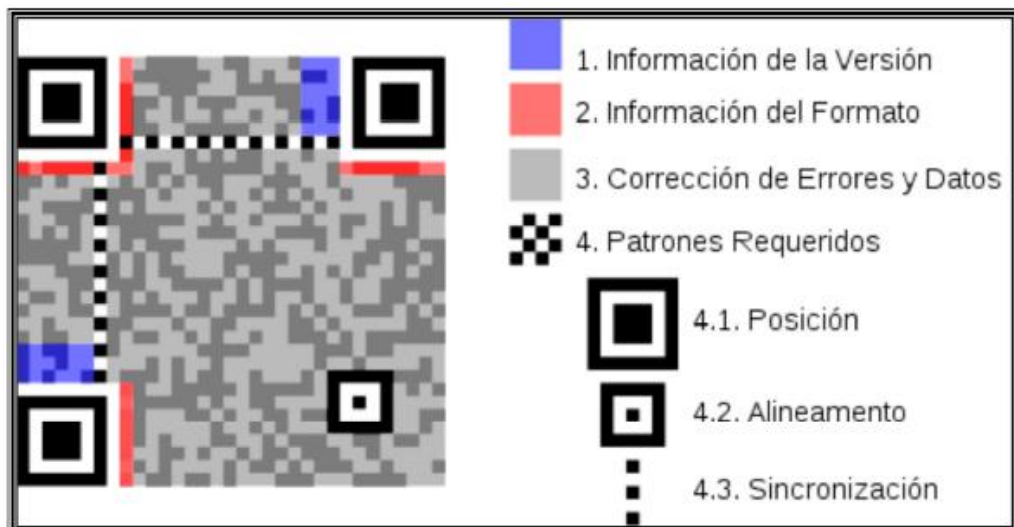 1. Información de la Versión
2. Información del Formato
3. Corrección de Errores y Datos
4. Patrones Requeridos
4.1. Posición
4.2. Alineamento
4.3. Sincronización